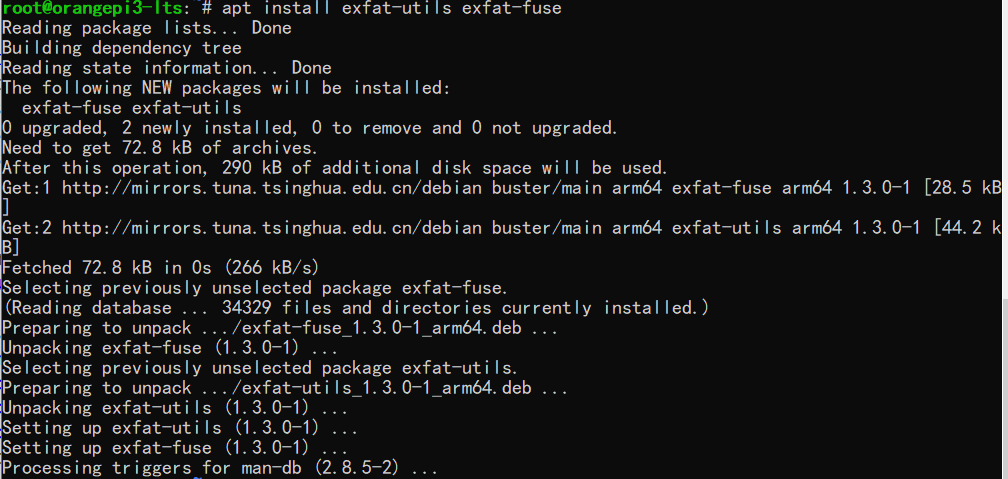 root@orangepi3-lts:~# apt install exfat-utils exfat-fuse
Reading package lists... Done
Building dependency tree
Reading state information... Done
The following NEW packages will be installed:
  exfat-fuse exfat-utils
0 upgraded, 2 newly installed, 0 to remove and 0 not upgraded.
Need to get 72.8 kB of archives.
After this operation, 290 kB of additional disk space will be used.
Get:1 http://mirrors.tuna.tsinghua.edu.cn/debian buster/main arm64 exfat-fuse arm64 1.3.0-1 [28.5 kB
]
Get:2 http://mirrors.tuna.tsinghua.edu.cn/debian buster/main arm64 exfat-utils arm64 1.3.0-1 [44.2 k
B]
Fetched 72.8 kB in 0s (266 kB/s)
Selecting previously unselected package exfat-fuse.
(Reading database ... 34329 files and directories currently installed.)
Preparing to unpack .../exfat-fuse_1.3.0-1_arm64.deb ...
Unpacking exfat-fuse (1.3.0-1) ...
Selecting previously unselected package exfat-utils.
Preparing to unpack .../exfat-utils_1.3.0-1_arm64.deb ...
Unpacking exfat-utils (1.3.0-1) ...
Setting up exfat-utils (1.3.0-1) ...
Setting up exfat-fuse (1.3.0-1) ...
Processing triggers for man-db (2.8.5-2) ...